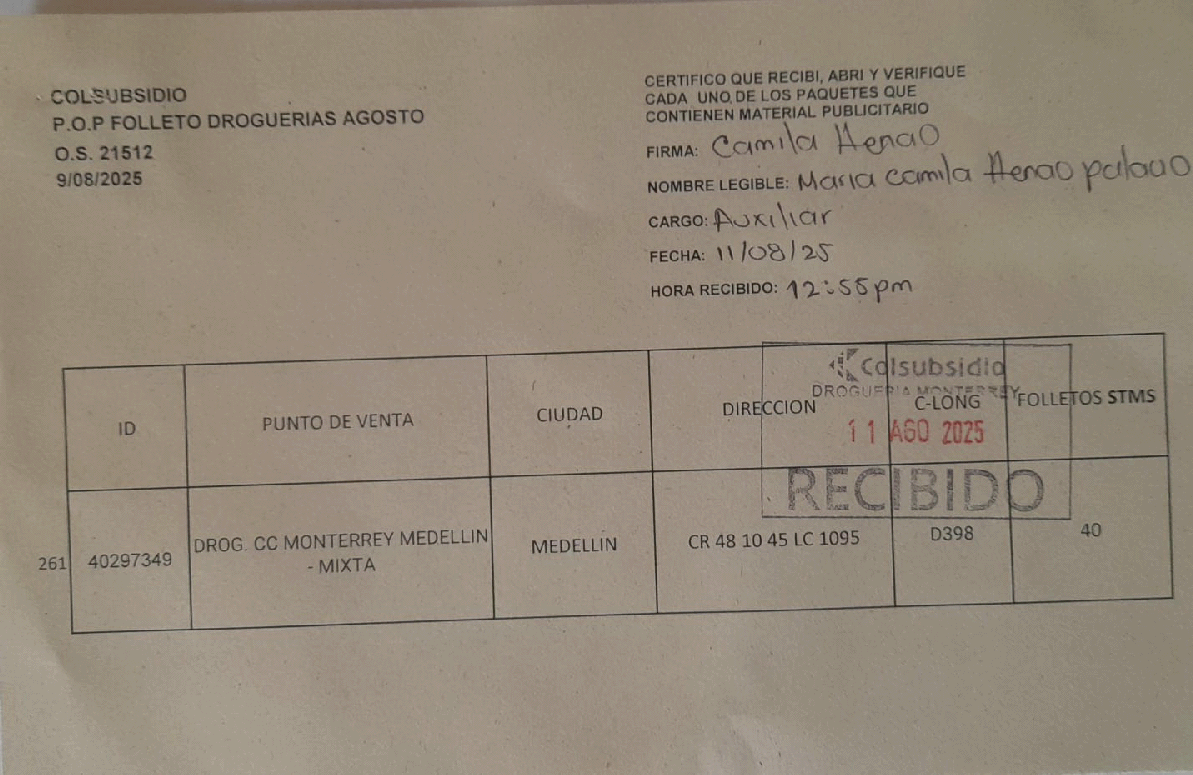 COLSUBSIDIO
P.O.P FOLLETO DROGUERIAS AGOSTO
O.S. 21512
9/08/2025
CERTIFICO QUE RECIBI, ABRI Y VERIFIQUE
CADA UNO, DE LOS PAQUETES QUE
CONTIENEN MATERIAL PUBLICITARIO
FIRMA: Camila Henao
NOMBRE LEGIBLE: Maria camila Henao
CARGO: Auxiliar
FECHA: 11/08/25
HORA RECIBIDO: 12:55pm
Colsubsidio
DROGUERIA MONTERREY
11 AGO 2025
RECIBIDO
ID PUNTO DE VENTA CIUDAD DIRECCION C-LONG FOLLETOS STMS
261 40297349 DROG. CC MONTERREY MEDELLIN - MIXTA MEDELLIN CR 48 10 45 LC 1095 D398 40